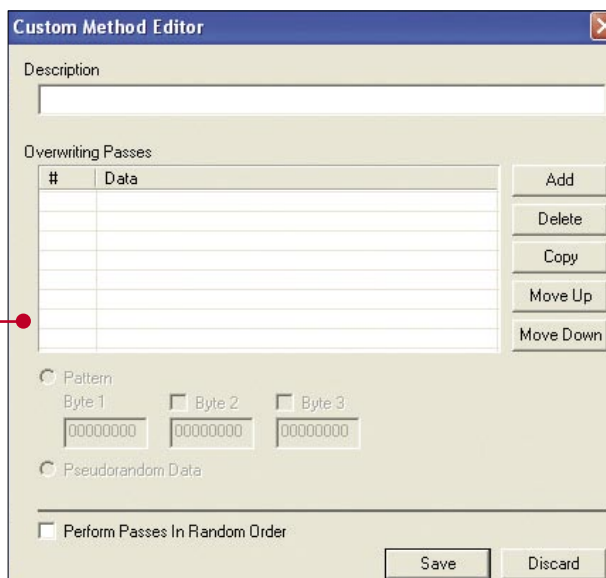 Custom Method Editor
Description
Overwriting Passes
# Data
Add
Delete
Copy
Move Up
Move Down
Pattern
Byte 1 Byte 2 Byte 3
00000000 00000000 00000000
Pseudorandom Data
Perform Passes In Random Order
Save Discard